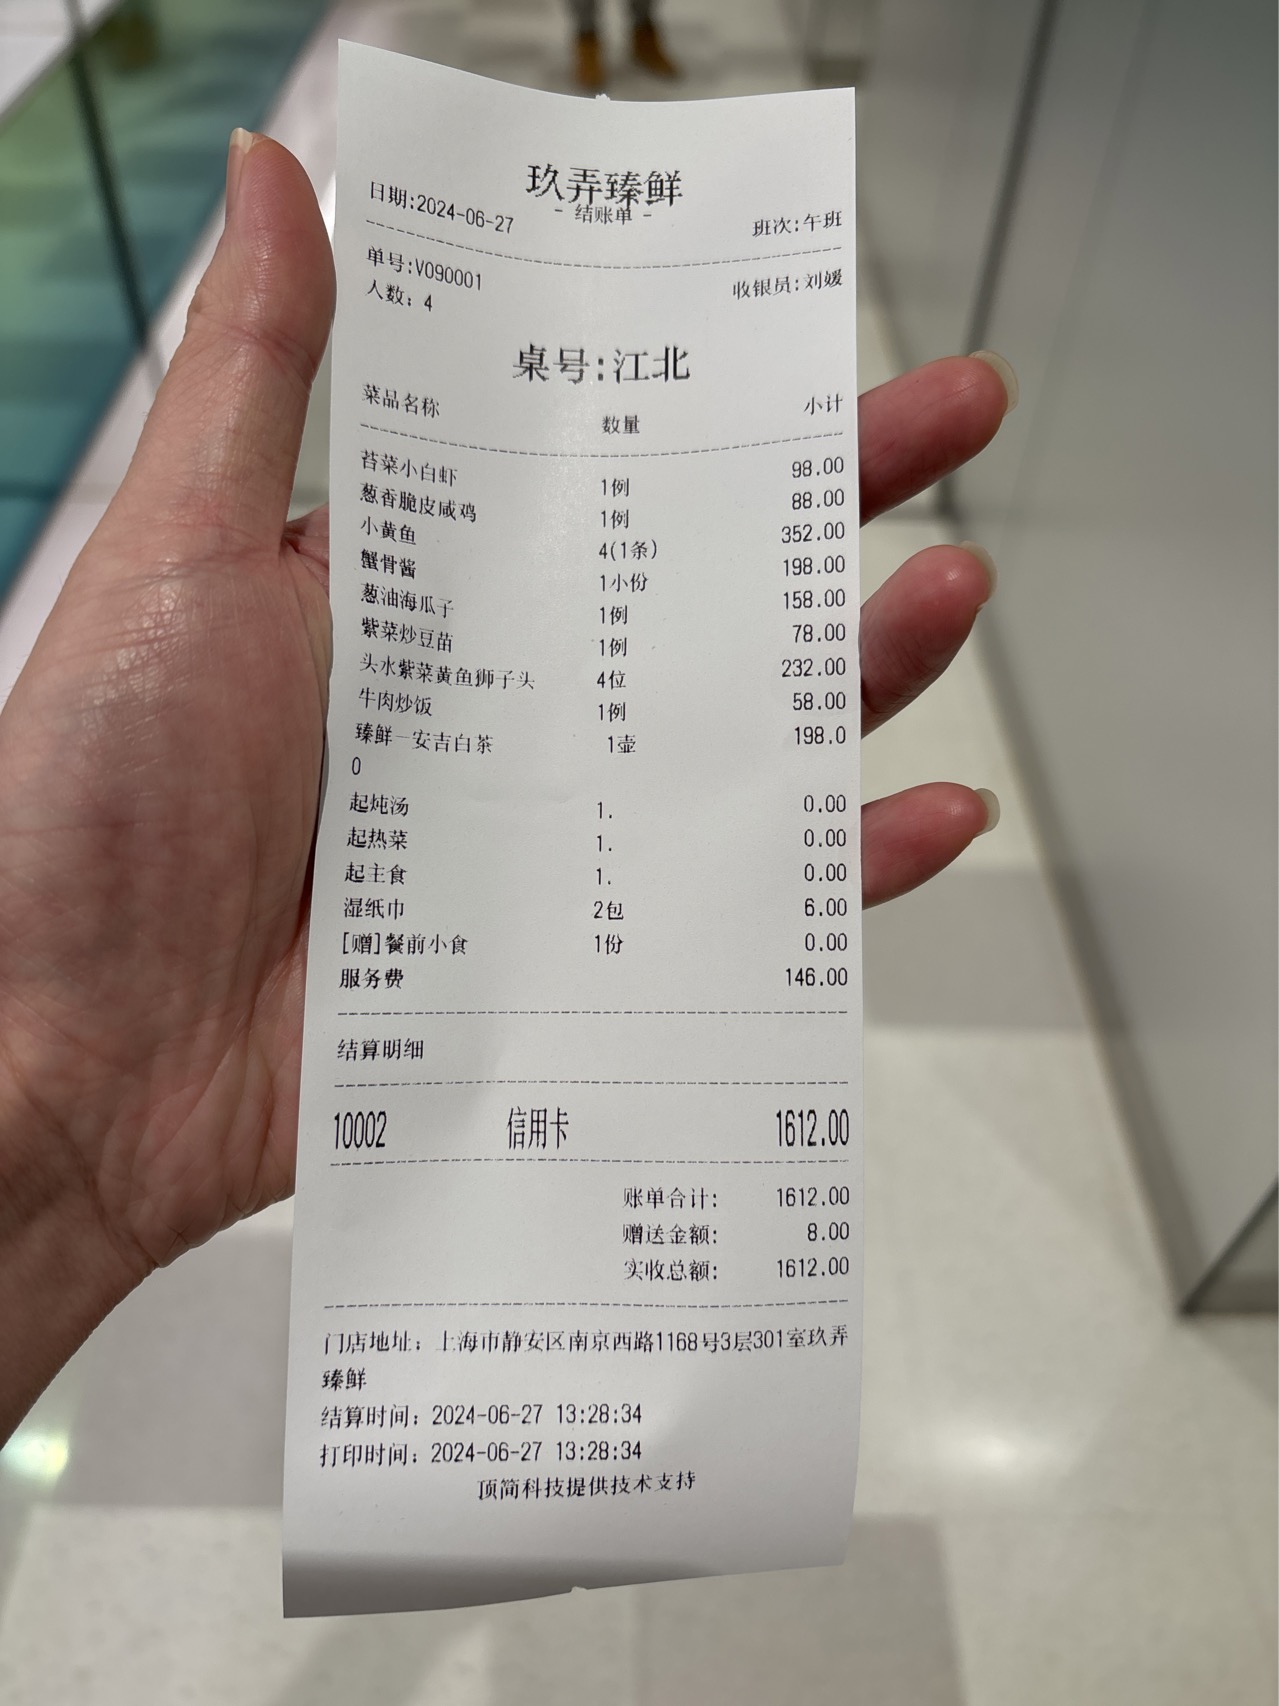 玖弄臻鲜
- 结账单 -
日期:2024-06-27 班次:午班
单号:V090001 收银员:刘媛
人数: 4
桌号:江北
菜品名称 数量 小计
苔菜小白虾 1例 98.00
葱香脆皮咸鸡 1例 88.00
小黄鱼 4(1条) 352.00
蟹骨酱 1小份 198.00
葱油海瓜子 1例 158.00
紫菜炒豆苗 1例 78.00
头水紫菜黄鱼狮子头 4位 232.00
牛肉炒饭 1例 58.00
臻鲜—安吉白茶 1壶 198.0
0
起炖汤 1. 0.00
起热菜 1. 0.00
起主食 1. 0.00
湿纸巾 2包 6.00
[赠]餐前小食 1份 0.00
服务费 146.00
结算明细
10002 信用卡 1612.00
账单合计: 1612.00
赠送金额: 8.00
实收总额: 1612.00
门店地址: 上海市静安区南京西路1168号3层301室玖弄
臻鲜
结算时间: 2024-06-27 13:28:34
打印时间: 2024-06-27 13:28:34
顶简科技提供技术支持